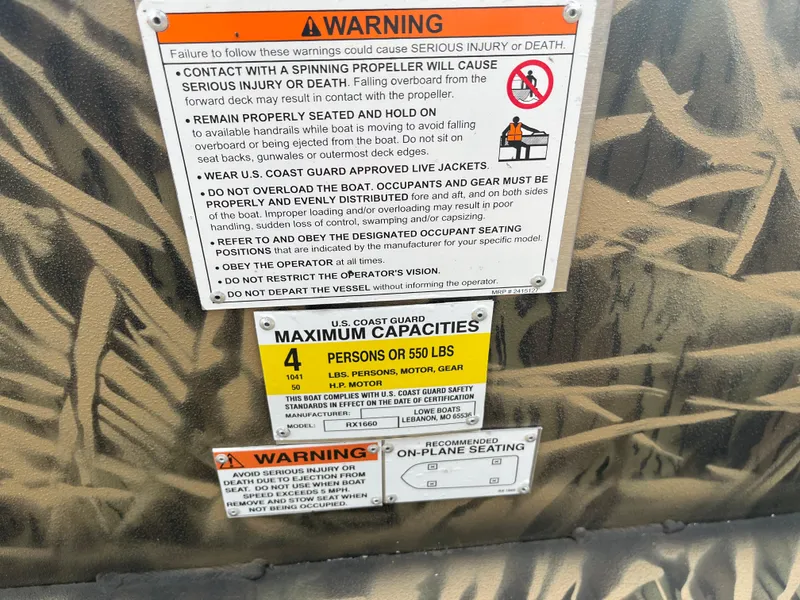 WARNING
Failure to follow these warnings could cause SERIOUS INJURY or DEATH.
• CONTACT WITH A SPINNING PROPELLER WILL CAUSE
SERIOUS INJURY OR DEATH. Falling overboard from the
forward deck may result in contact with the propeller.
• REMAIN PROPERLY SEATED AND HOLD ON
to available handrails while boat is moving to avoid falling
overboard or being ejected from the boat. Do not sit on
seat backs, gunwales or outermost deck edges.
• WEAR U.S. COAST GUARD APPROVED LIVE JACKETS.
• DO NOT OVERLOAD THE BOAT. OCCUPANTS AND GEAR MUST BE
PROPERLY AND EVENLY DISTRIBUTED fore and aft, and on both sides
of the boat. Improper loading and/or overloading may result in poor
handling, sudden loss of control, swamping and/or capsizing.
• REFER TO AND OBEY THE DESIGNATED OCCUPANT SEATING
POSITIONS that are indicated by the manufacturer for your specific model.
• OBEY THE OPERATOR at all times.
• DO NOT RESTRICT THE OPERATOR'S VISION.
• DO NOT DEPART THE VESSEL without informing the operator.
MRP # 2415127
U.S. COAST GUARD
MAXIMUM CAPACITIES
4 PERSONS OR 550 LBS
1041 LBS. PERSONS, MOTOR, GEAR
50 H.P. MOTOR
THIS BOAT COMPLIES WITH U.S. COAST GUARD SAFETY
STANDARDS IN EFFECT ON THE DATE OF CERTIFICATION
MANUFACTURER: LOWE BOATS
LEBANON, MO 65536
MODEL: RX1660
WARNING
AVOID SERIOUS INJURY OR
DEATH DUE TO EJECTION FROM
SEAT. DO NOT USE WHEN BOAT
SPEED EXCEEDS 5 MPH.
REMOVE AND STOW SEAT WHEN
NOT BEING OCCUPIED.
RECOMMENDED
ON-PLANE SEATING